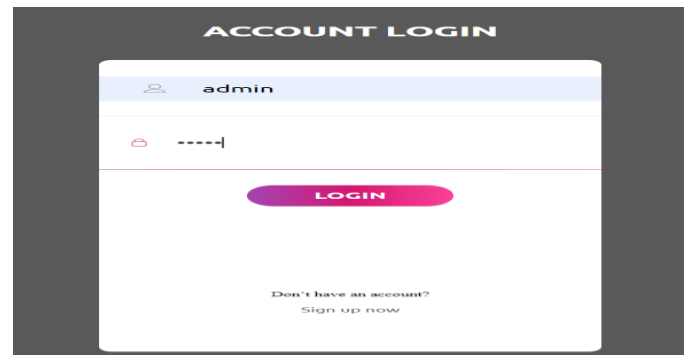 ACCOUNT LOGIN
admin
•••••
LOGIN
Don't have an account?
Sign up now